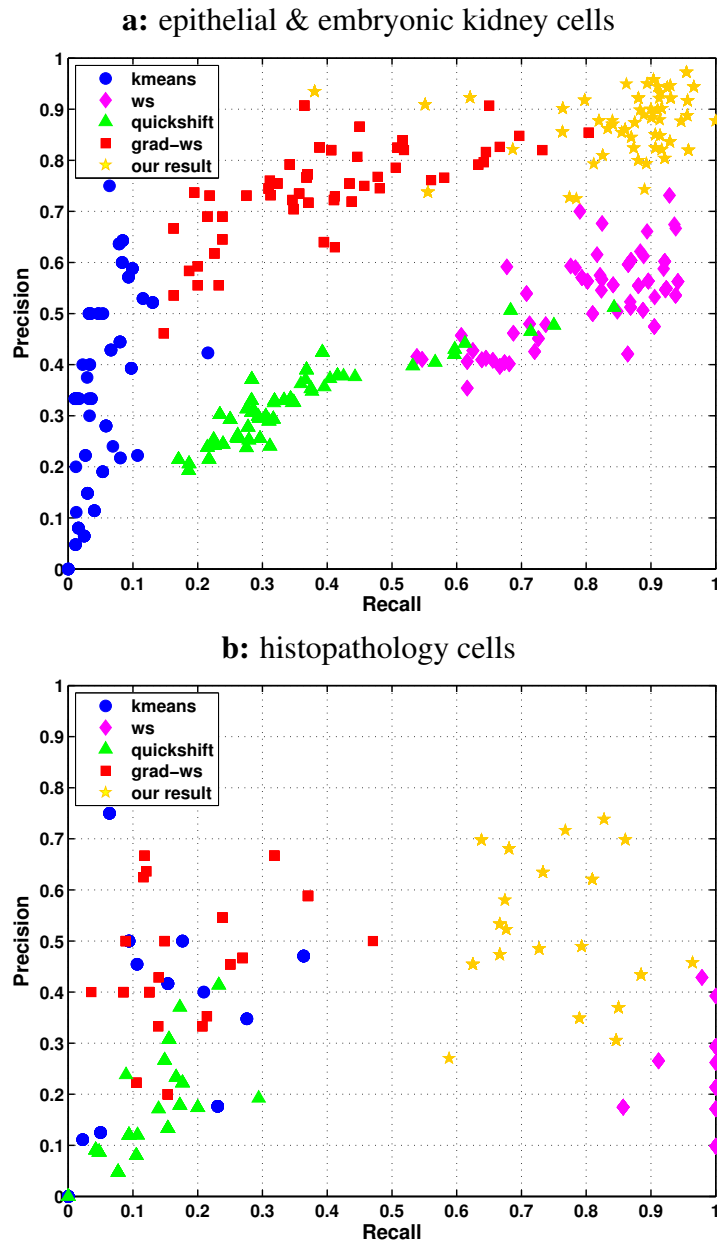 a: epithelial & embryonic kidney cells
1
0.9
0.8
0.7
0.6
0.5
0.4
0.3
0.2
0.1
0
Precision
kmeans
ws
quickshift
grad-ws
our result
0 0.1 0.2 0.3 0.4 0.5 0.6 0.7 0.8 0.9 1
Recall
b: histopathology cells
1
0.9
0.8
0.7
0.6
0.5
0.4
0.3
0.2
0.1
0
Precision
kmeans
ws
quickshift
grad-ws
our result
0 0.1 0.2 0.3 0.4 0.5 0.6 0.7 0.8 0.9 1
Recall